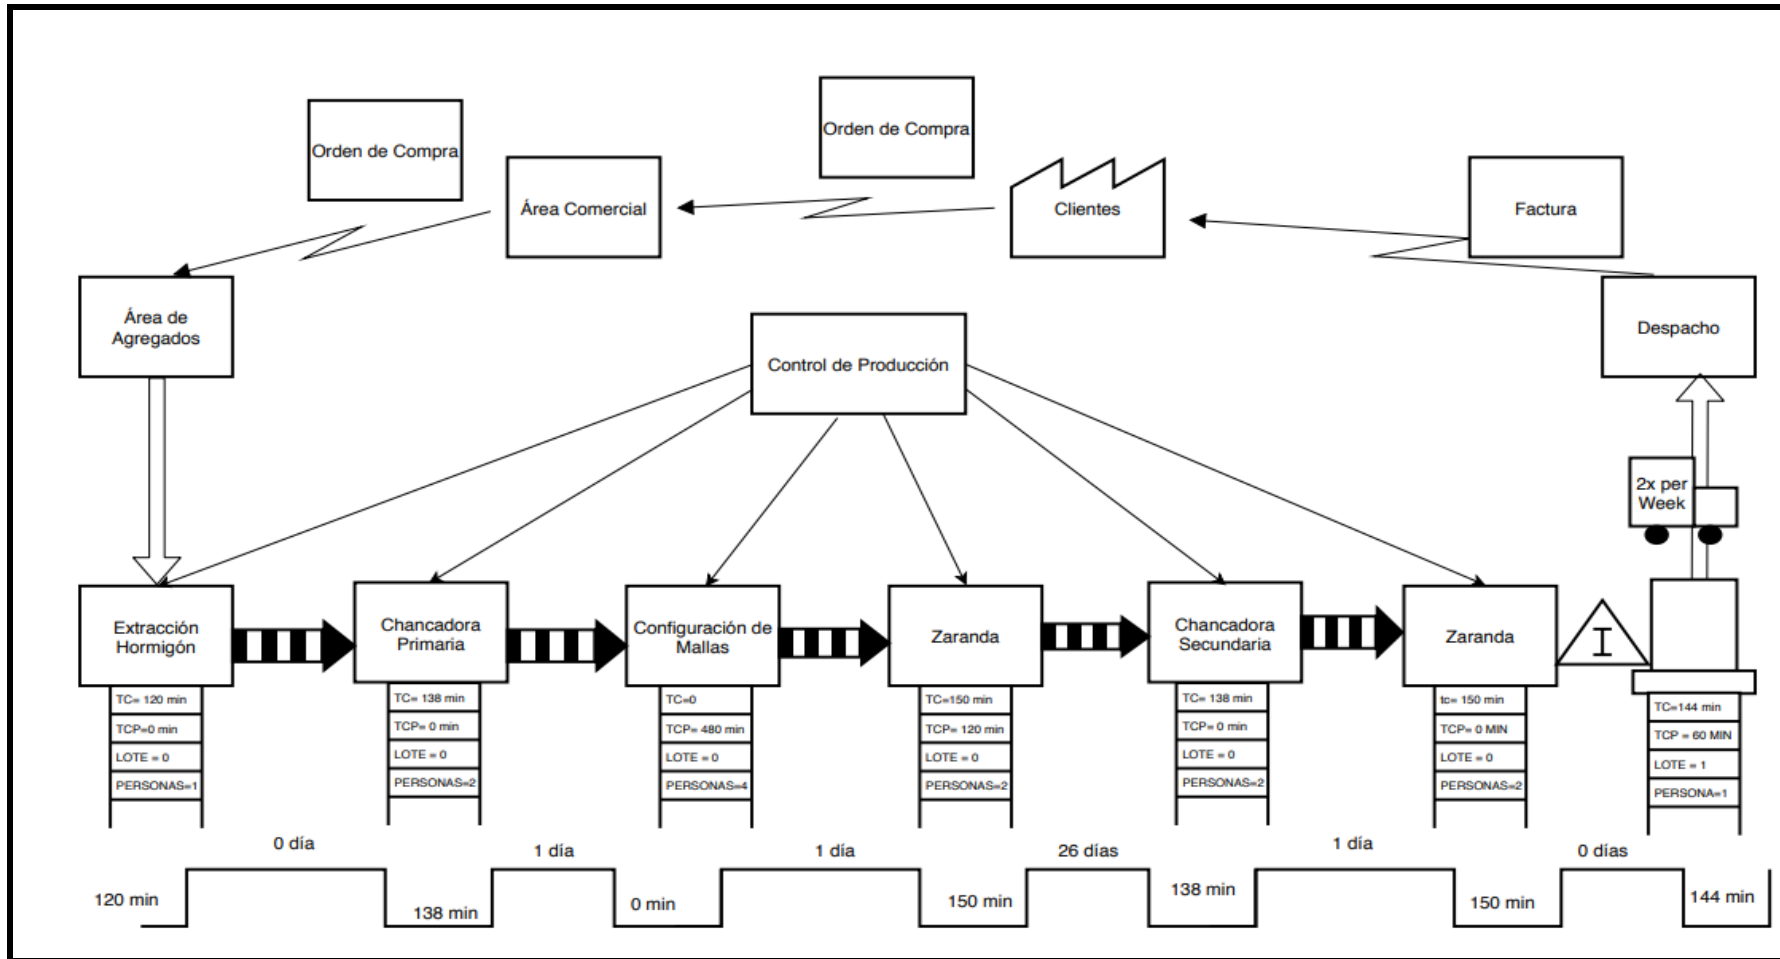 Orden de Compra
Orden de Compra
Área Comercial
Clientes
Factura
Área de
Agregados
Control de Producción
Despacho
2x per
Week
Extracción
Hormigón
Chancadora
Primaria
Configuración de
Mallas
Zaranda
Chancadora
Secundaria
Zaranda
I
TC= 120 min
TCP=0 min
LOTE = 0
PERSONAS=1
TC= 138 min
TCP= 0 min
LOTE = 0
PERSONAS=2
TC=0
TCP= 480 min
LOTE = 0
PERSONAS=4
TC=150 min
TCP= 120 min
LOTE = 0
PERSONAS=2
TC= 138 min
TCP= 0 min
LOTE = 0
PERSONAS=2
tc= 150 min
TCP= 0 MIN
LOTE = 0
PERSONAS=2
TC=144 min
TCP = 60 MIN
LOTE = 1
PERSONA=1
0 día
1 día
1 día
26 días
1 día
0 días
120 min
138 min
0 min
150 min
138 min
150 min
144 min